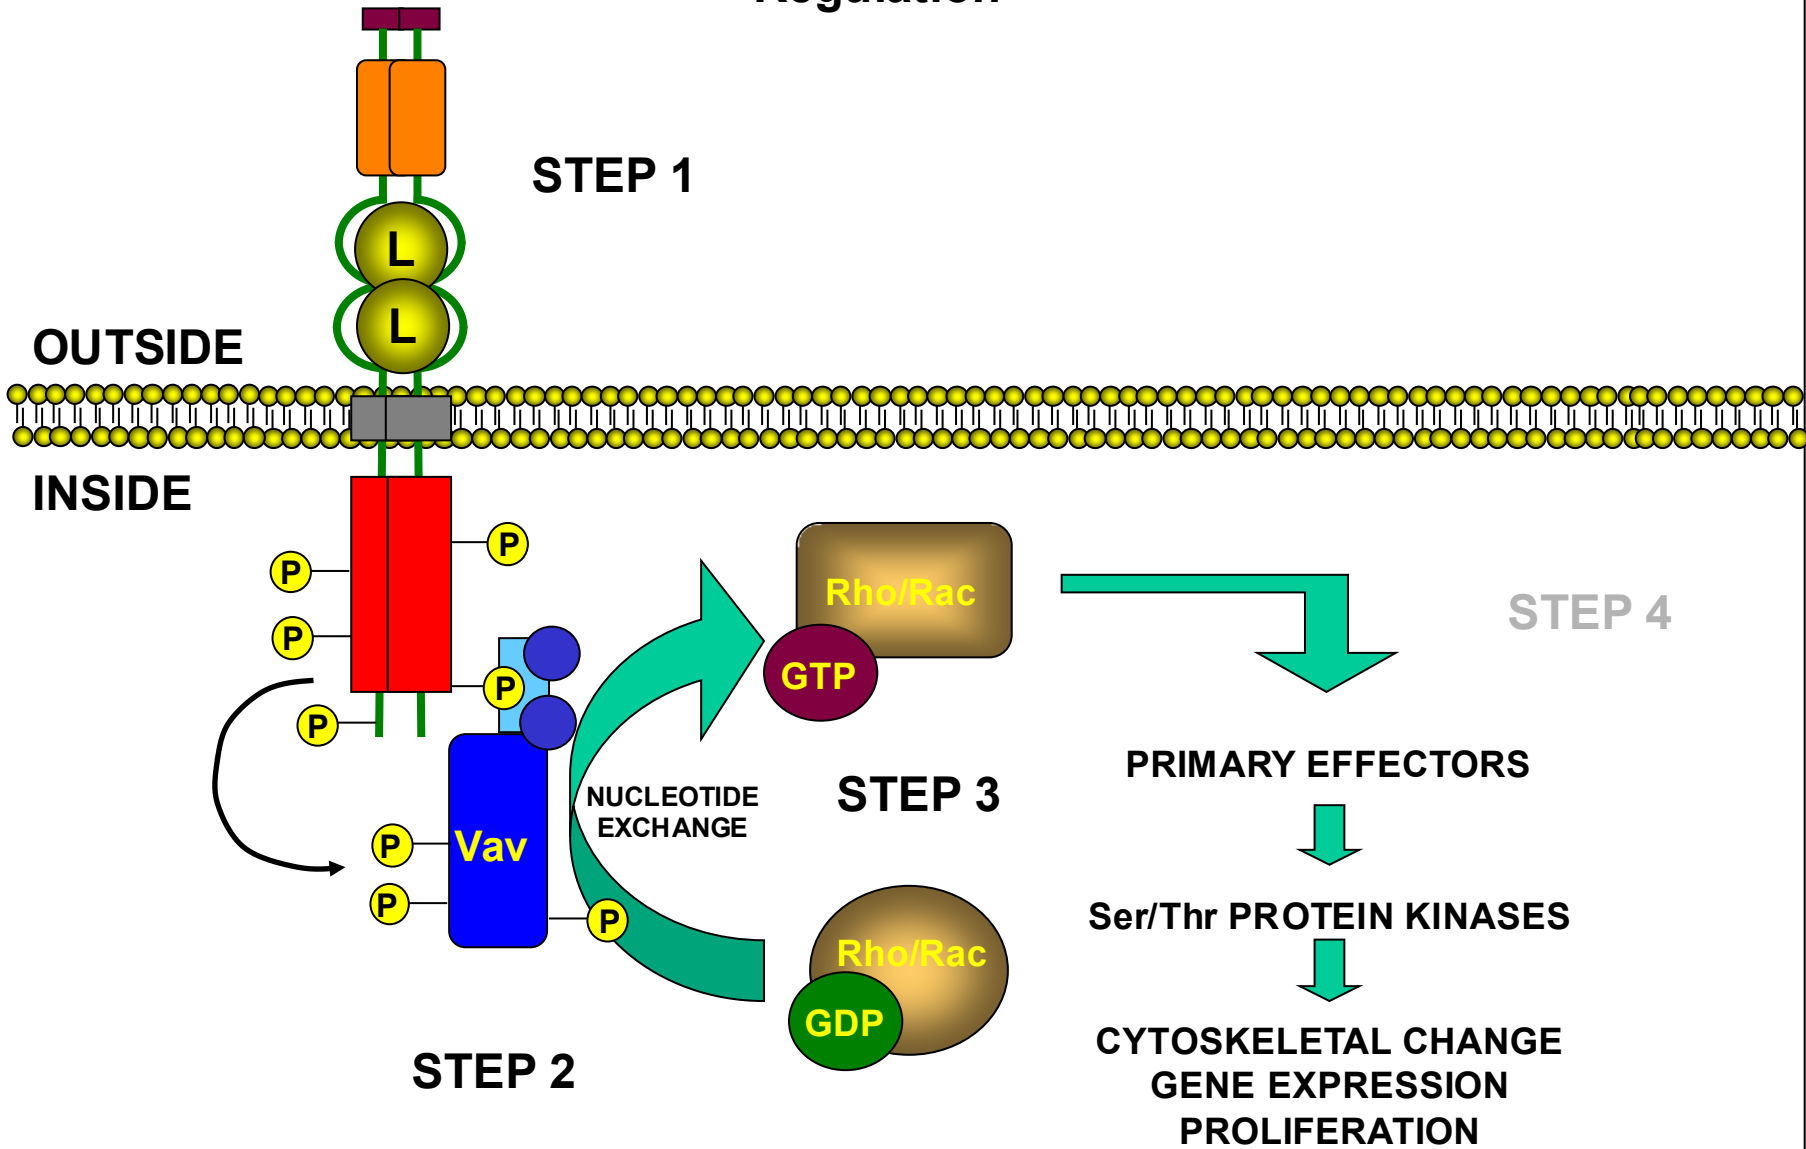 Regulation
STEP 1
L
L
OUTSIDE
INSIDE
P
P
P
P
P
Rho/Rac
GTP
STEP 4
PRIMARY EFFECTORS
NUCLEOTIDE
EXCHANGE
STEP 3
Vav
P
P
P
Ser/Thr PROTEIN KINASES
Rho/Rac
GDP
CYTOSKELETAL CHANGE
GENE EXPRESSION
PROLIFERATION
STEP 2